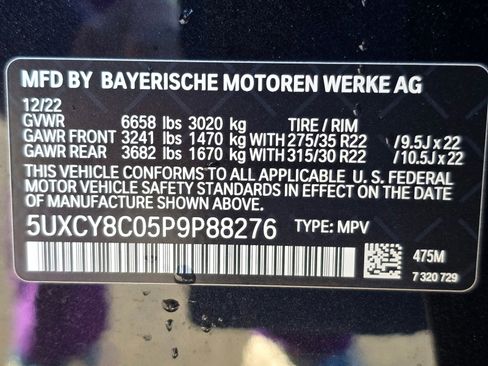 MFD BY BAYERISCHE MOTOREN WERKE AG
12/22
GVWR 6658 lbs 3020 kg TIRE / RIM
GAWR FRONT 3241 lbs 1470 kg WITH 275/35 R22 / 9.5J x 22
GAWR REAR 3682 lbs 1670 kg WITH 315/30 R22 / 10.5J x 22
THIS VEHICLE CONFORMS TO ALL APPLICABLE U.S. FEDERAL
MOTOR VEHICLE SAFETY STANDARDS IN EFFECT ON THE
DATE OF MANUFACTURE SHOWN ABOVE.
5UXCY8C05P9P88276 TYPE: MPV
475M
7 320 729